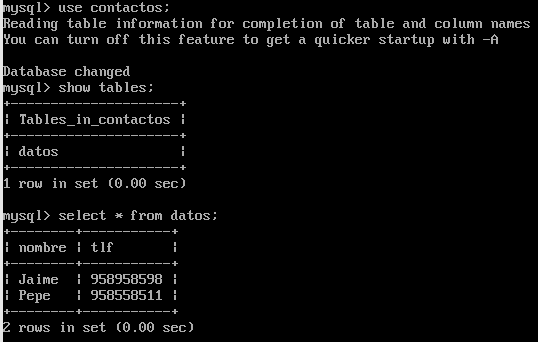 mysql> use contactos;
Reading table information for completion of table and column names
You can turn off this feature to get a quicker startup with -A

Database changed
mysql> show tables;
+---------------------+
¦ Tables_in_contactos ¦
+---------------------+
¦ datos               ¦
+---------------------+
1 row in set (0.00 sec)

mysql> select * from datos;
+--------+-----------+
¦ nombre ¦ tlf       ¦
+--------+-----------+
¦ Jaime  ¦ 958958598 ¦
¦ Pepe   ¦ 958558511 ¦
+--------+-----------+
2 rows in set (0.00 sec)